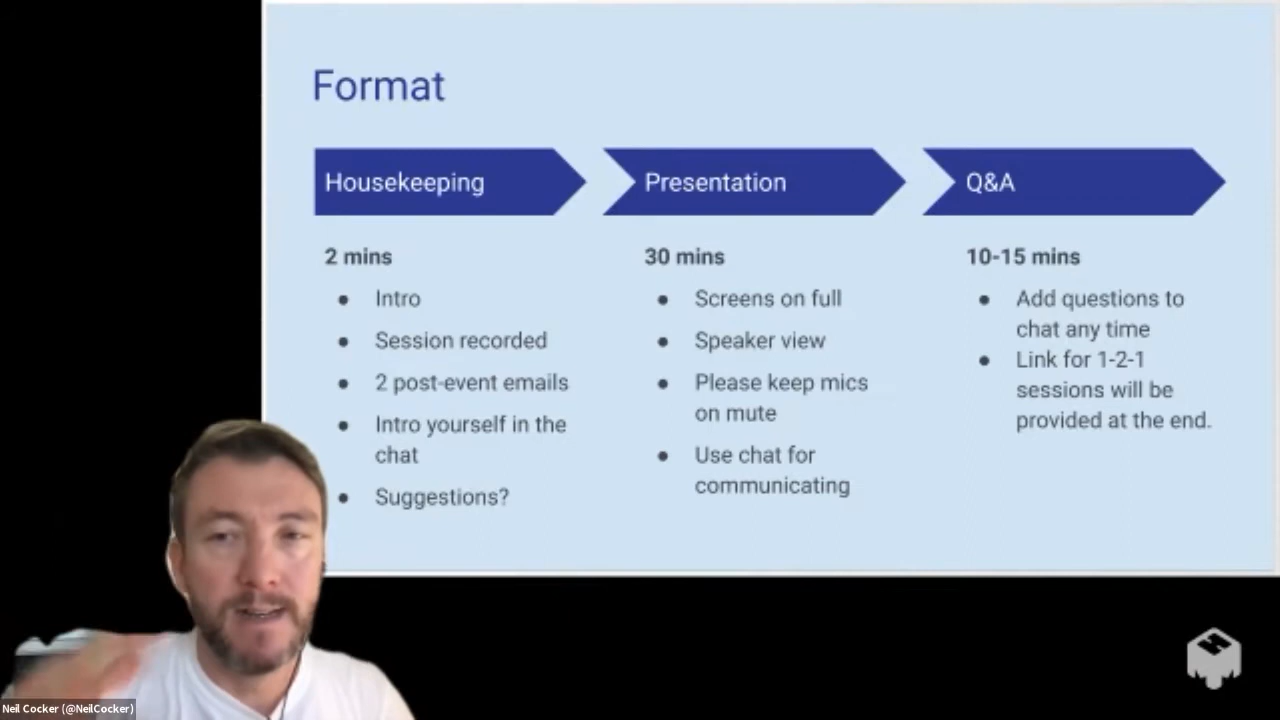 Format
Housekeeping
2 mins
● Intro
● Session recorded
● 2 post-event emails
● Intro yourself in the
chat
● Suggestions?
Presentation
30 mins
● Screens on full
● Speaker view
● Please keep mics
on mute
● Use chat for
communicating
Q&A
10-15 mins
● Add questions to
chat any time
● Link for 1-2-1
sessions will be
provided at the end.
Neil Cocker (@NeilCocker)